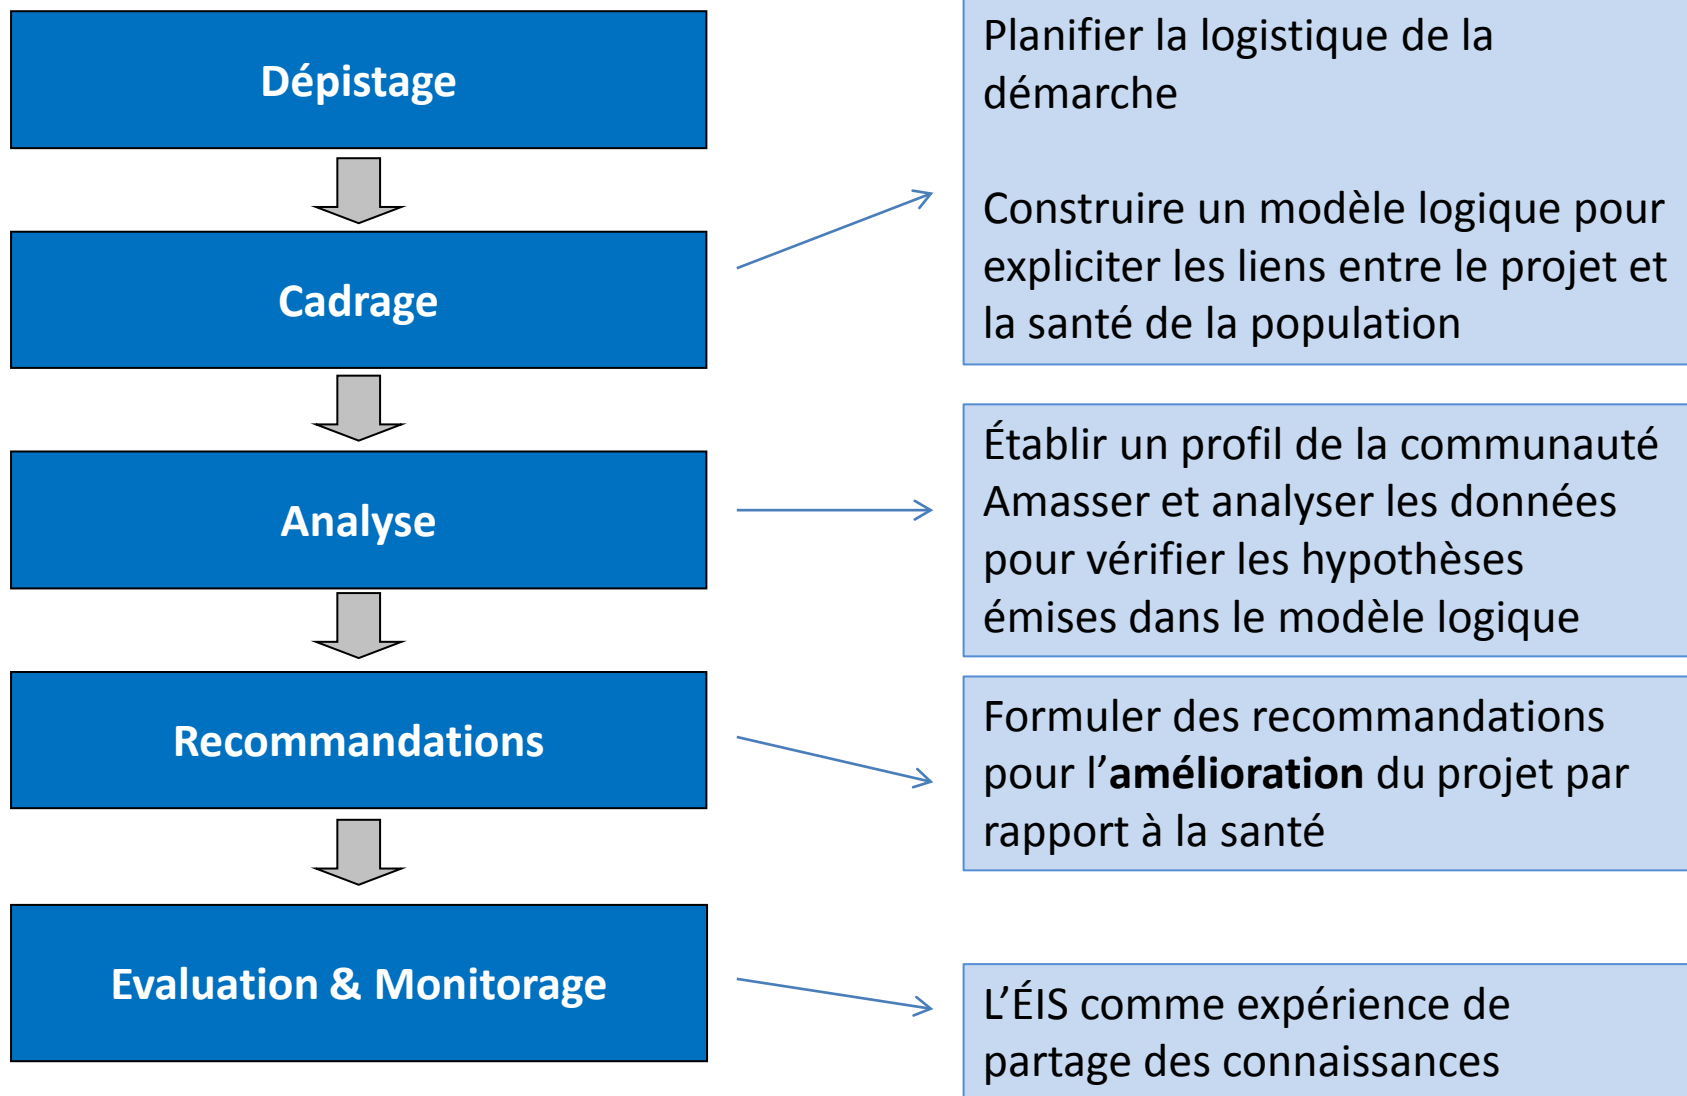 Dépistage
Planifier la logistique de la
démarche
Construire un modèle logique pour
expliciter les liens entre le projet et
la santé de la population
Cadrage
Établir un profil de la communauté
Amasser et analyser les données
pour vérifier les hypothèses
émises dans le modèle logique
Analyse
Formuler des recommandations
pour l’amélioration du projet par
rapport à la santé
Recommandations
Evaluation & Monitorage
L’ÉIS comme expérience de
partage des connaissances